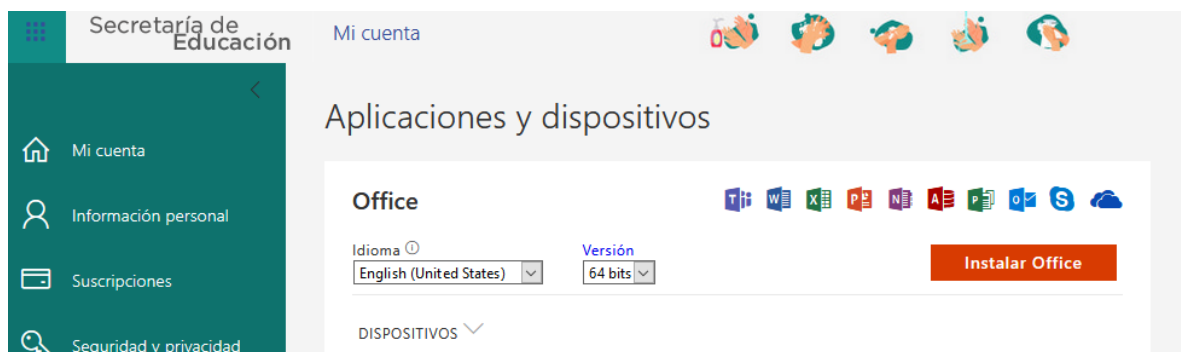 Secretaría de
Educación
Mi cuenta
Aplicaciones y dispositivos
Mi cuenta
Información personal
Suscripciones
Seguridad y privacidad
Office
Idioma
Versión
English (United States)
64 bits
Instalar Office
DISPOSITIVOS